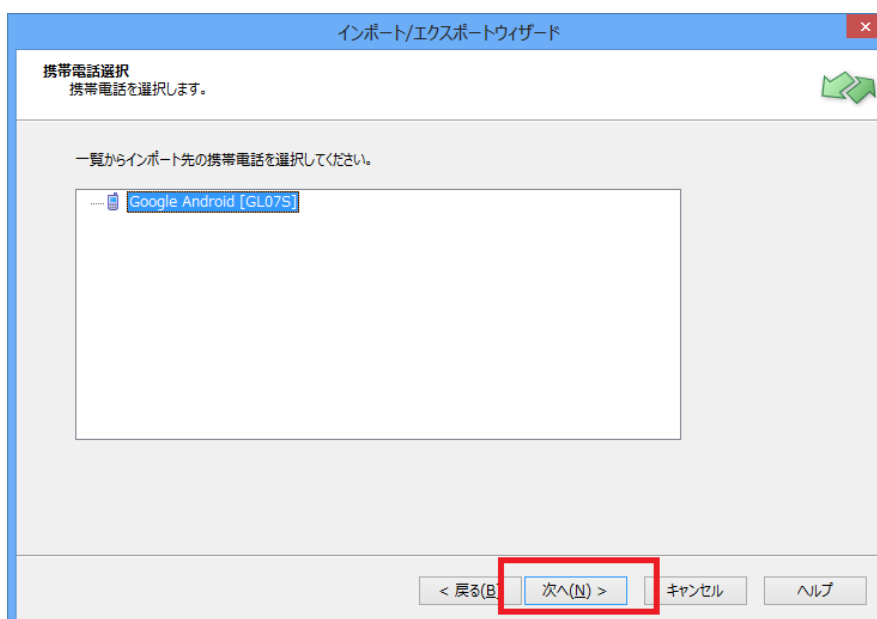 インポート/エクスポートウィザード
携帯電話選択
携帯電話を選択します。
一覧からインポート先の携帯電話を選択してください。
Google Android [GL07S]
< 戻る(B
次へ(N) >
キャンセル
ヘルプ